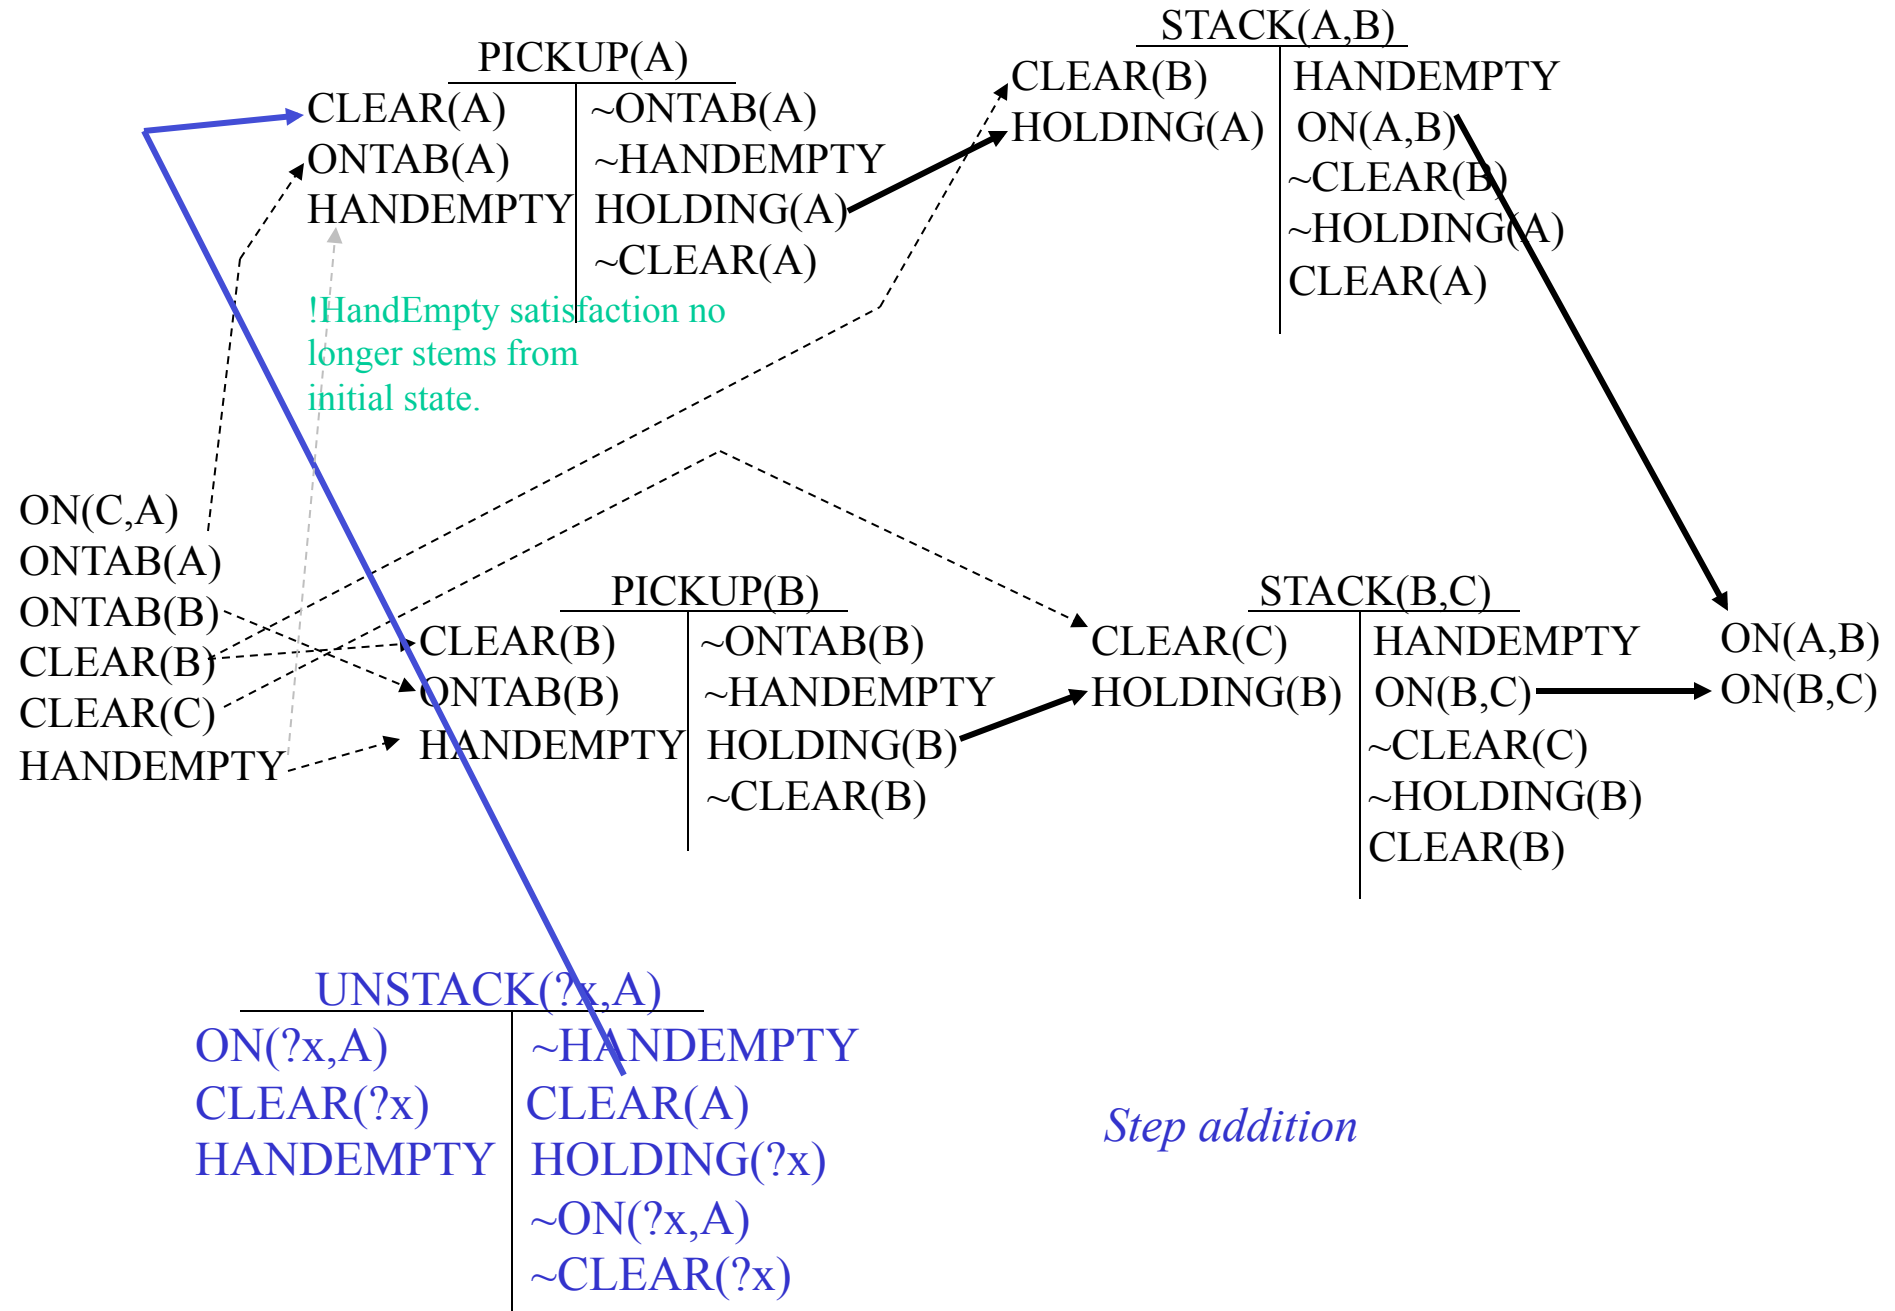 PICKUP(A)
CLEAR(A)
ONTAB(A)
HANDEMPTY
~ONTAB(A)
~HANDEMPTY
HOLDING(A)
~CLEAR(A)
!HandEmpty satisfaction no
longer stems from
initial state.
STACK(A,B)
CLEAR(B)
HOLDING(A)
HANDEMPTY
ON(A,B)
~CLEAR(B)
~HOLDING(A)
CLEAR(A)
ON(C,A)
ONTAB(A)
ONTAB(B)
CLEAR(B)
CLEAR(C)
HANDEMPTY
PICKUP(B)
CLEAR(B)
ONTAB(B)
HANDEMPTY
~ONTAB(B)
~HANDEMPTY
HOLDING(B)
~CLEAR(B)
STACK(B,C)
CLEAR(C)
HOLDING(B)
HANDEMPTY
ON(B,C)
~CLEAR(C)
~HOLDING(B)
CLEAR(B)
ON(A,B)
ON(B,C)
UNSTACK(?x,A)
ON(?x,A)
CLEAR(?x)
HANDEMPTY
~HANDEMPTY
CLEAR(A)
HOLDING(?x)
~ON(?x,A)
~CLEAR(?x)
Step addition